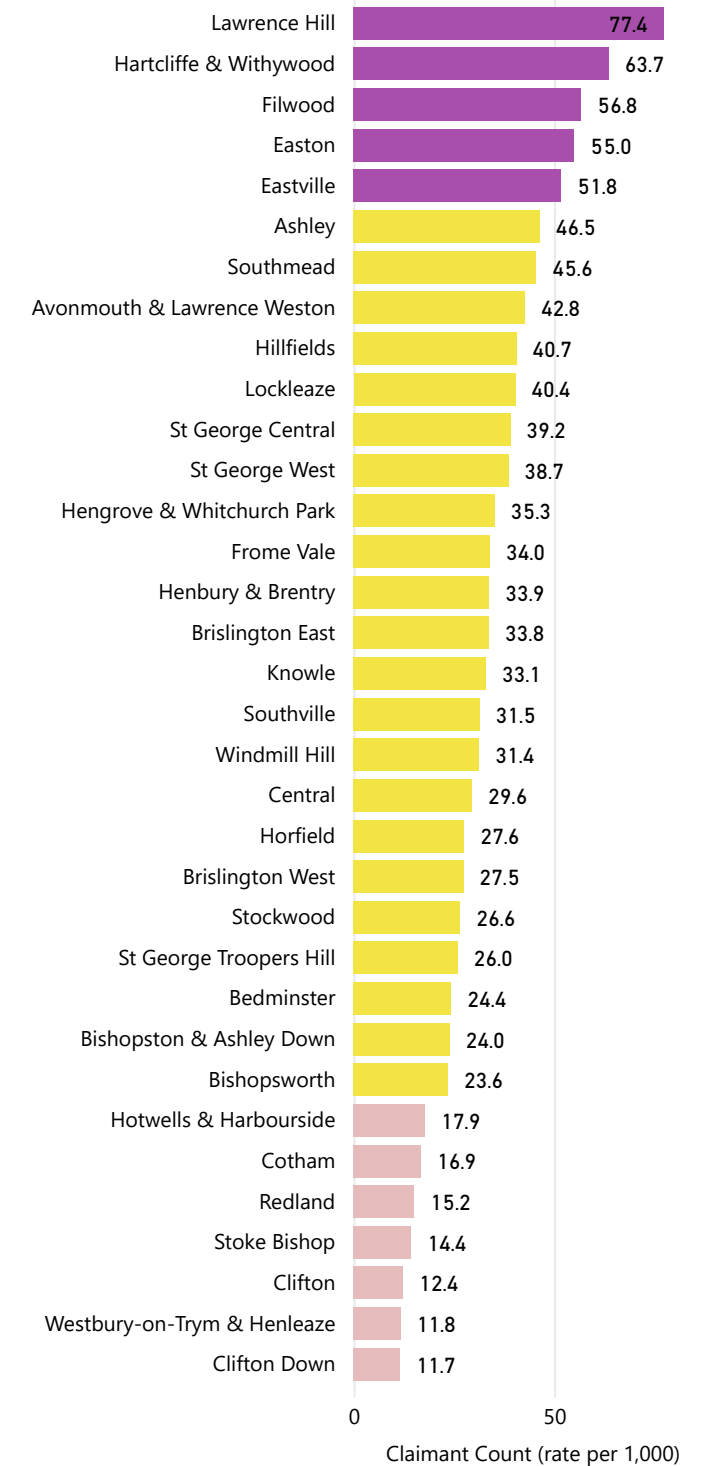 Lawrence Hill 77.4
Hartcliffe & Withywood 63.7
Filwood 56.8
Easton 55.0
Eastville 51.8
Ashley 46.5
Southmead 45.6
Avonmouth & Lawrence Weston 42.8
Hillfields 40.7
Lockleaze 40.4
St George Central 39.2
St George West 38.7
Hengrove & Whitchurch Park 35.3
Frome Vale 34.0
Henbury & Brentry 33.9
Brislington East 33.8
Knowle 33.1
Southville 31.5
Windmill Hill 31.4
Central 29.6
Horfield 27.6
Brislington West 27.5
Stockwood 26.6
St George Troopers Hill 26.0
Bedminster 24.4
Bishopston & Ashley Down 24.0
Bishopsworth 23.6
Hotwells & Harbourside 17.9
Cotham 16.9
Redland 15.2
Stoke Bishop 14.4
Clifton 12.4
Westbury-on-Trym & Henleaze 11.8
Clifton Down 11.7
0 50
Claimant Count (rate per 1,000)